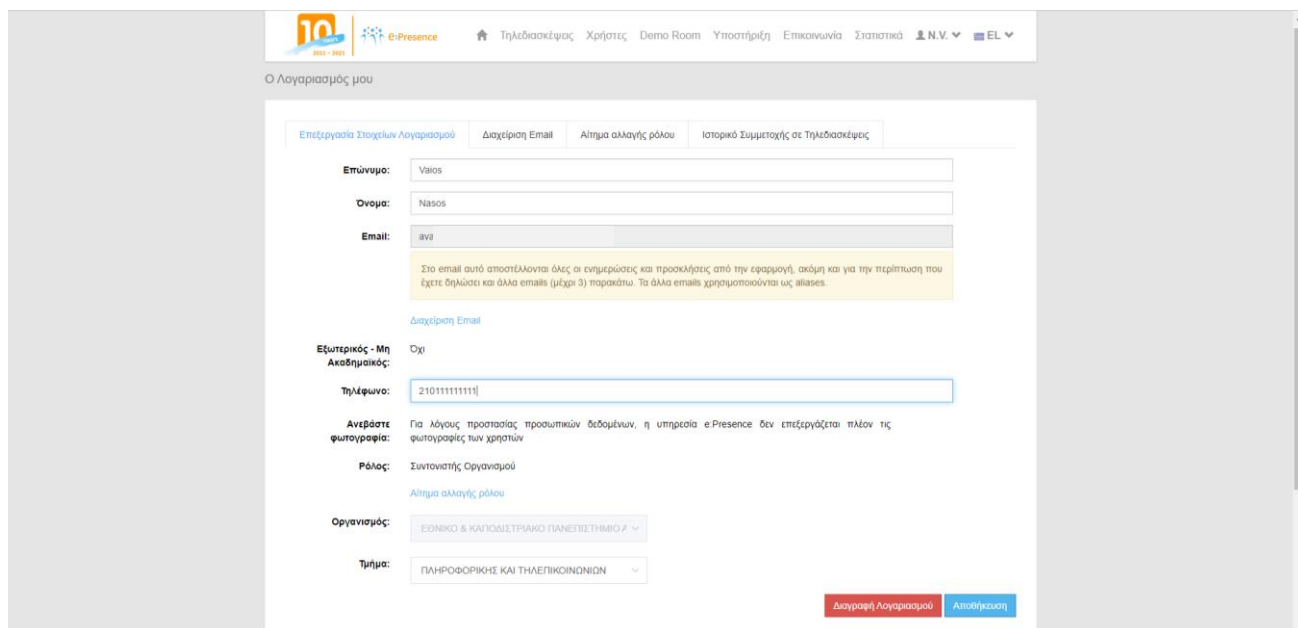 10
YEARS
2011 - 2021
e:Presence
Τηλεδιασκέψεις Χρήστες Demo Room Υποστήριξη Επικοινωνία Στατιστικά N.V. EL
Ο Λογαριασμός μου
Επεξεργασία Στοιχείων Λογαριασμού Διαχείριση Email Αίτημα αλλαγής ρόλου Ιστορικό Συμμετοχής σε Τηλεδιασκέψεις
Επώνυμο: Vaios
Όνομα: Nasos
Email: ava
Στο email αυτό αποστέλλονται όλες οι ενημερώσεις και προσκλήσεις από την εφαρμογή, ακόμη και για την περίπτωση που
έχετε δηλώσει και άλλα emails (μέχρι 3) παρακάτω. Τα άλλα emails χρησιμοποιούνται ως aliases.
Διαχείριση Email
Εξωτερικός - Μη Όχι
Ακαδημαϊκός:
Τηλέφωνο: 210111111111
Ανεβάστε Για λόγους προστασίας προσωπικών δεδομένων, η υπηρεσία e:Presence δεν επεξεργάζεται πλέον τις
φωτογραφία: φωτογραφίες των χρηστών
Ρόλος: Συντονιστής Οργανισμού
Αίτημα αλλαγής ρόλου
Οργανισμός: ΕΘΝΙΚΟ & ΚΑΠΟΔΙΣΤΡΙΑΚΟ ΠΑΝΕΠΙΣΤΗΜΙΟ
Τμήμα: ΠΛΗΡΟΦΟΡΙΚΗΣ ΚΑΙ ΤΗΛΕΠΙΚΟΙΝΩΝΙΩΝ
Διαγραφή Λογαριασμού Αποθήκευση